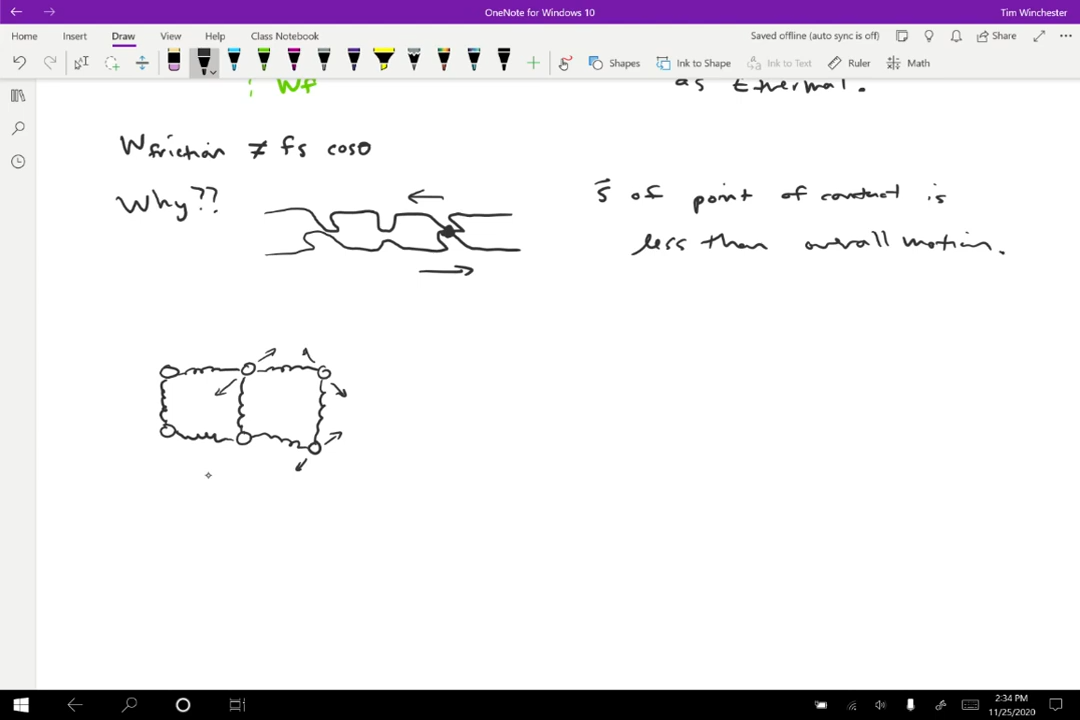 OneNote for Windows 10
Tim Winchester
Home Insert Draw View Help Class Notebook
Saved offline (auto sync is off) Share
Shapes Ink to Shape Ink to Text Ruler Math
as Ethermal.
Wfriction ≠ fs cosθ
Why??
s⃗ of point of contact is
less than overall motion.
2:34 PM
11/25/2020